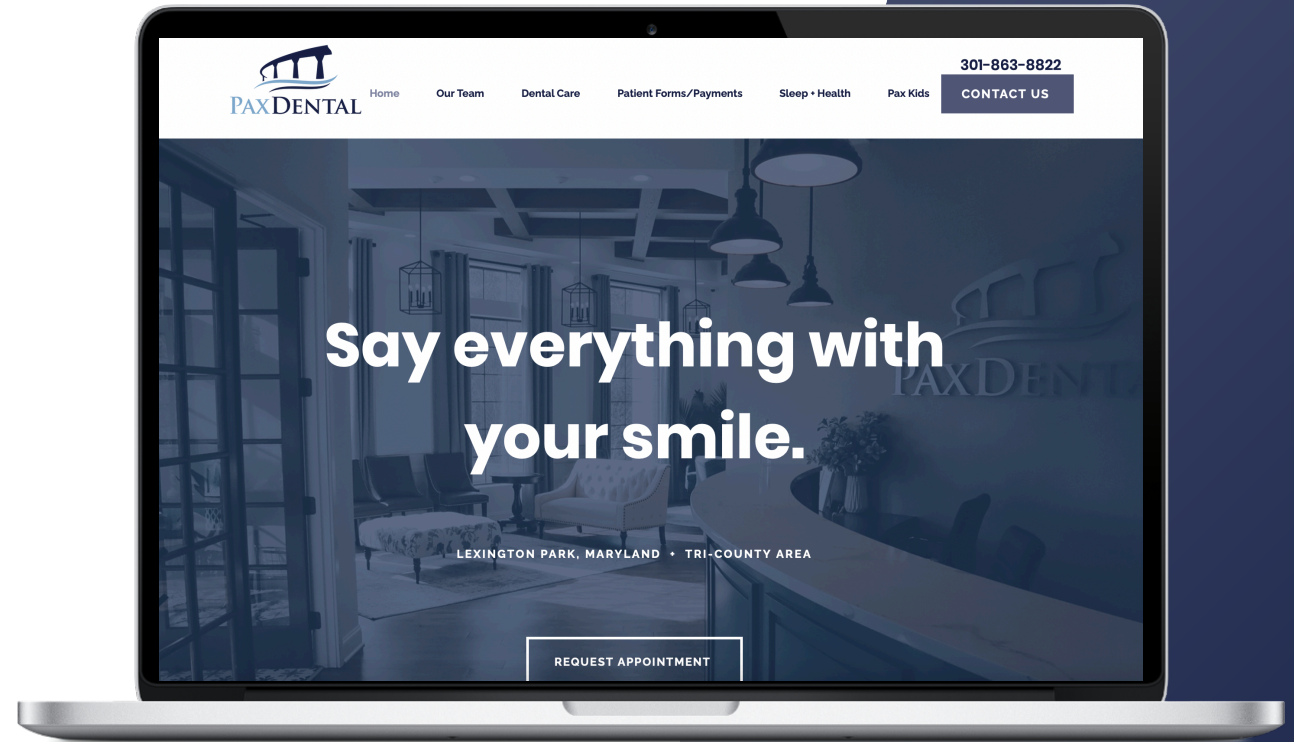 301-863-8822
PAXDENTAL
Home Our Team Dental Care Patient Forms/Payments Sleep + Health Pax Kids CONTACT US
Say everything with
your smile.
PAXDENTA
LEXINGTON PARK, MARYLAND + TRI-COUNTY AREA
REQUEST APPOINTMENT